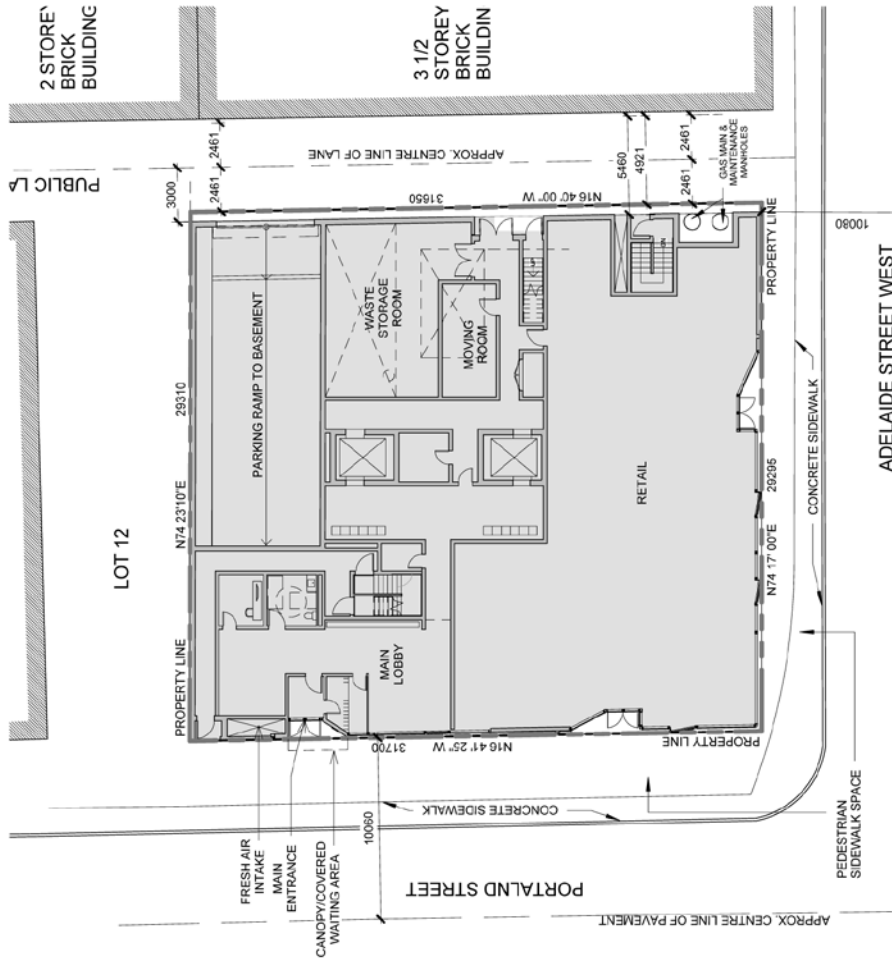 2 STOREY
BRICK
BUILDING
3 1/2
STOREY
BRICK
BUILDIN
PUBLIC LA
3000
2461
2461
APPROX. CENTRE LINE OF LANE
5460
4921
2461
2461
GAS MAIN &
MAINTENANCE
MANHOLES
31650
N16 40' 00" W
PROPERTY LINE
10080
ADELAIDE STREET WEST
LOT 12
N74 23'10"E
29310
PARKING RAMP TO BASEMENT
WASTE
STORAGE
ROOM
MOVING
ROOM
RETAIL
29295
N74 17' 00"E
CONCRETE SIDEWALK
PROPERTY LINE
MAIN
LOBBY
31700
N16 41' 25" W
PROPERTY LINE
FRESH AIR
INTAKE
MAIN
ENTRANCE
CANOPY/COVERED
WAITING AREA
10060
CONCRETE SIDEWALK
PEDESTRIAN
SIDEWALK SPACE
PORTALND STREET
APPROX. CENTRE LINE OF PAVEMENT